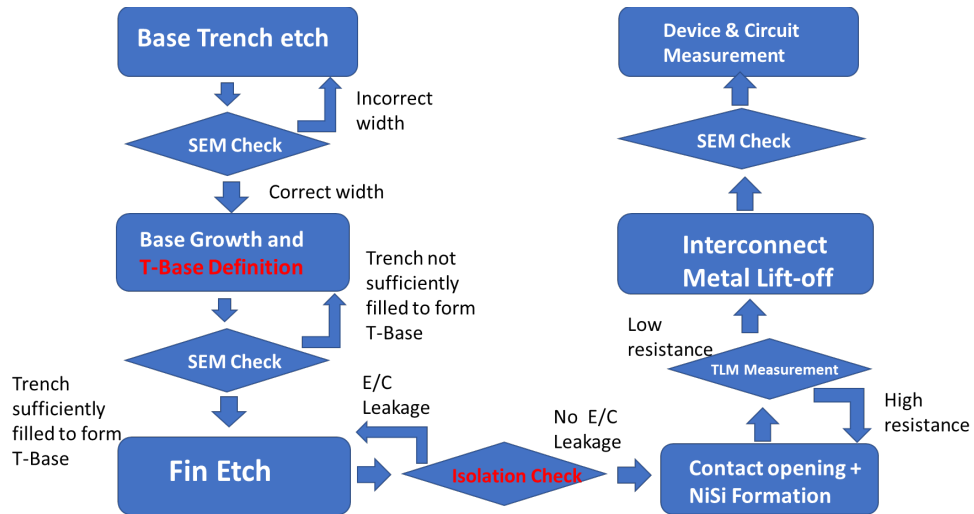 Base Trench etch
Incorrect
width
SEM Check
Correct width
Base Growth and
T-Base Definition
Trench not
sufficiently
filled to form
T-Base
SEM Check
Trench
sufficiently
filled to form
T-Base
Fin Etch
E/C
Leakage
Isolation Check
No E/C
Leakage
Contact opening +
NiSi Formation
High
resistance
TLM Measurement
Low
resistance
Interconnect
Metal Lift-off
SEM Check
Device & Circuit
Measurement